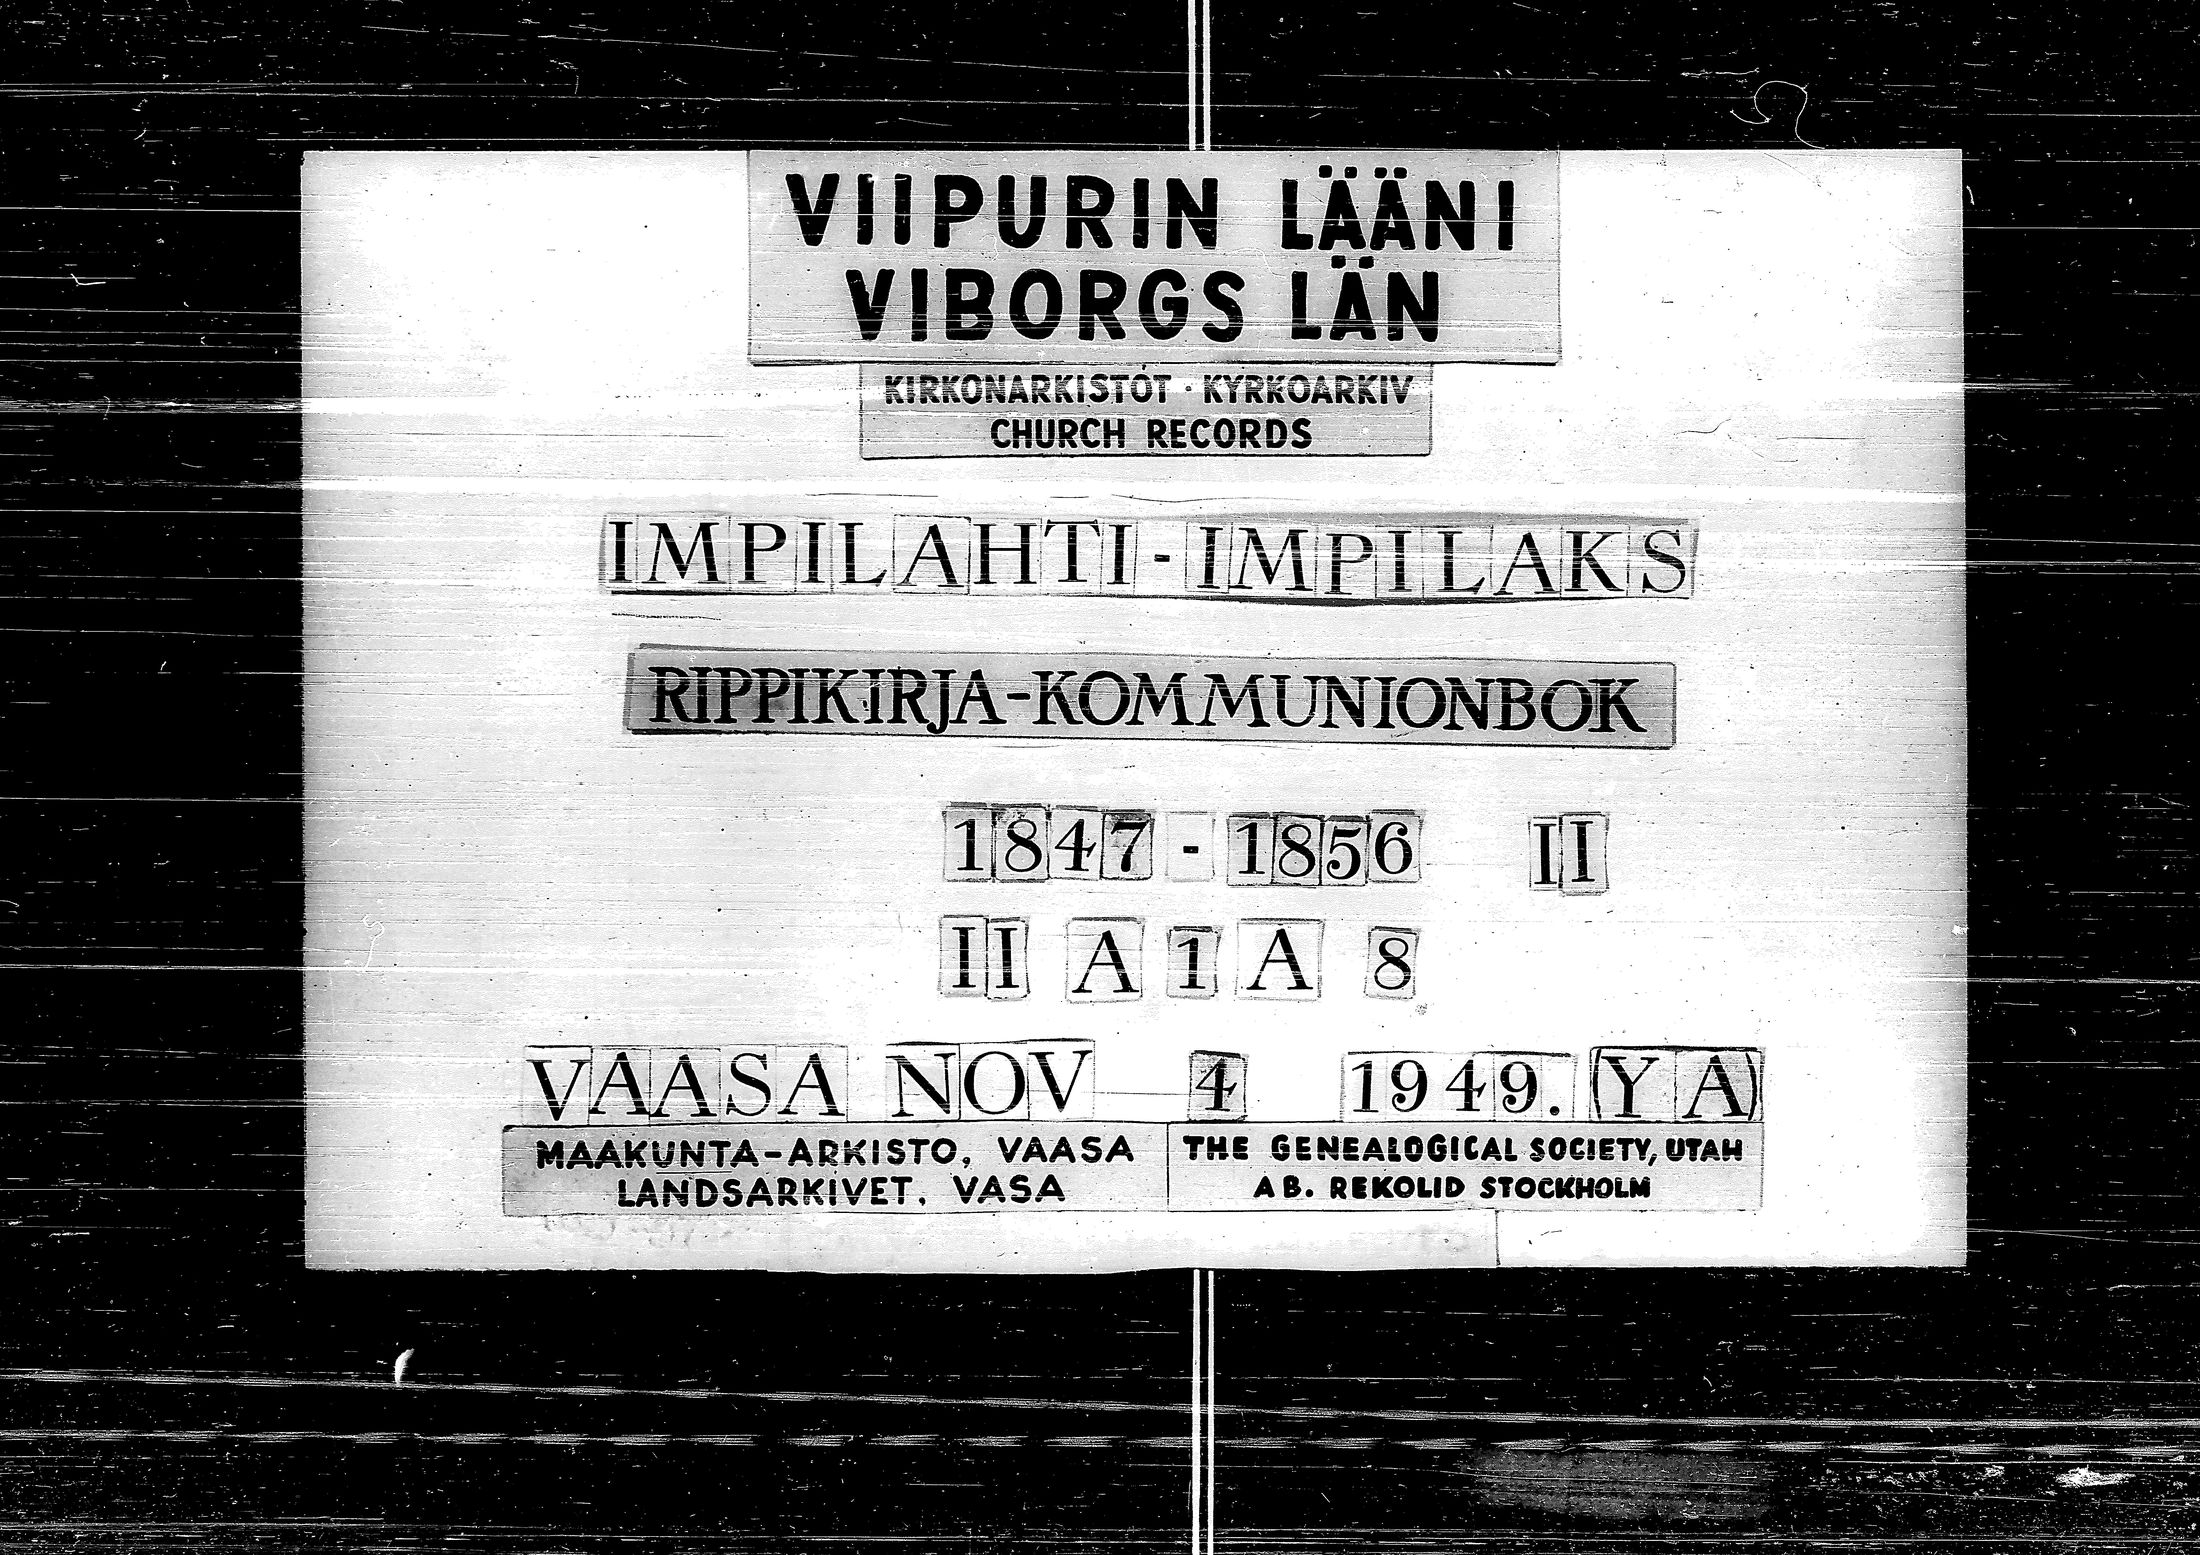 VIIPURIN LÄÄNI
VIBORGS LÄN
KIRKONARKISTOT · KYRKOARKIV
CHURCH RECORDS
IMPILAHTI-IMPILAKS
RIPPIKIRJA-KOMMUNIONBOK
1847 - 1856 II
II A 1 A 8
VAASA NOV 4 1949. (YA)
MAAKUNTA-ARKISTO, VAASA
LANDSARKIVET, VASA
THE GENEALOGICAL SOCIETY, UTAH
AB. REKOLID STOCKHOLM